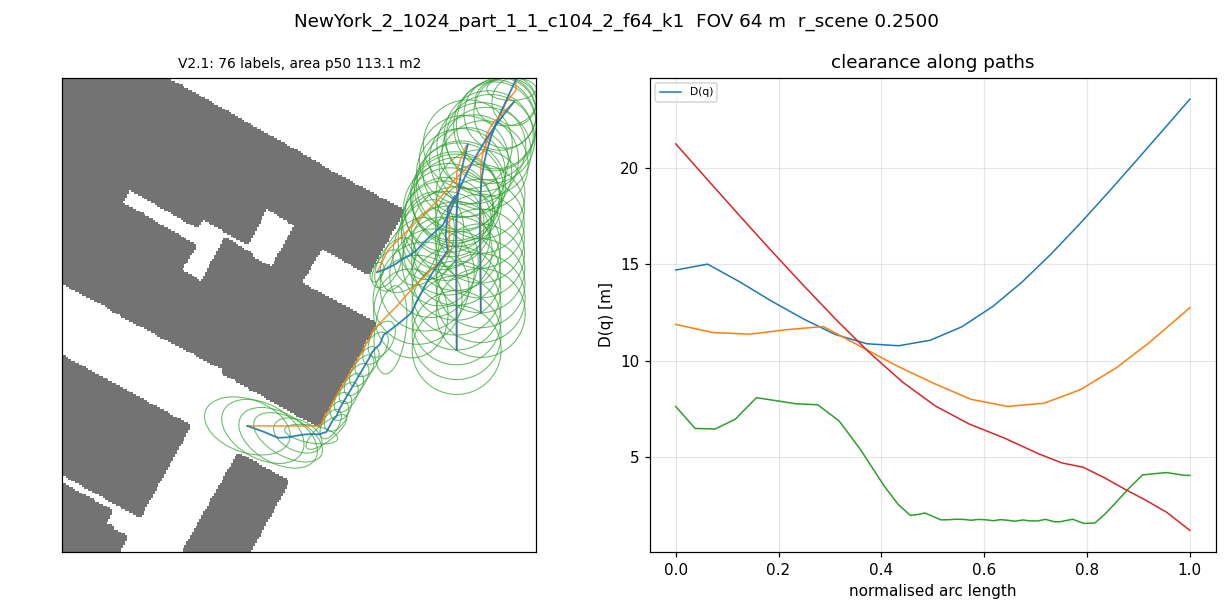 NewYork_2_1024_part_1_1_c104_2_f64_k1 FOV 64 m r_scene 0.2500
V2.1: 76 labels, area p50 113.1 m2
clearance along paths
D(q)
D(q) [m]
20
15
10
5
0.0 0.2 0.4 0.6 0.8 1.0
normalised arc length